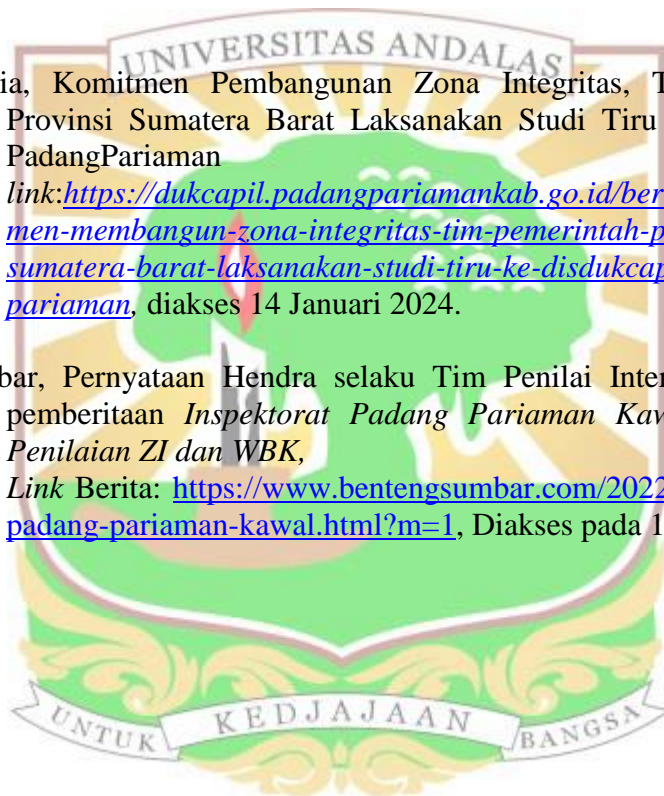 UNIVERSITAS ANDALAS
ia, Komitmen Pembangunan Zona Integritas, T
Provinsi Sumatera Barat Laksanakan Studi Tiru
PadangPariaman
link:https://dukcapil.padangpariamankab.go.id/ber
men-membangun-zona-integritas-tim-pemerintah-p
sumatera-barat-laksanakan-studi-tiru-ke-disdukcap
pariaman, diakses 14 Januari 2024.
bar, Pernyataan Hendra selaku Tim Penilai Inter
pemberitaan Inspektorat Padang Pariaman Kav
Penilaian ZI dan WBK,
Link Berita: https://www.bentengsumbar.com/2022
padang-pariaman-kawal.html?m=1, Diakses pada 1
UNTUK KEDJAJAAN BANGSA